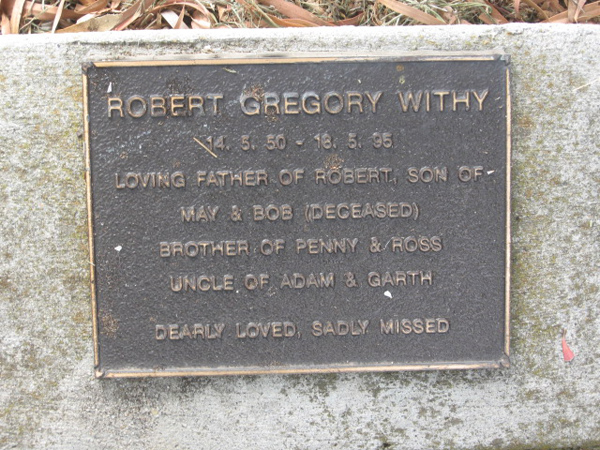 ROBERT GREGORY WITHY
14. 5. 50 - 18. 5. 95.
LOVING FATHER OF ROBERT, SON OF
MAY & BOB (DECEASED)
BROTHER OF PENNY & ROSS
UNCLE OF ADAM & GARTH
DEARLY LOVED, SADLY MISSED